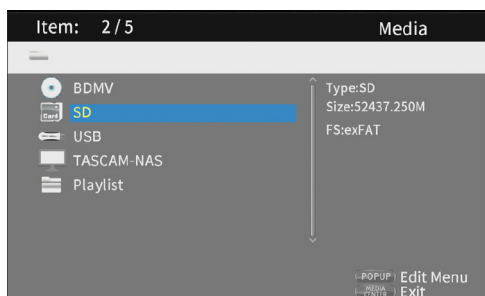 Item: 2/5
Media
BDMV
Card
SD
USB
TASCAM-NAS
Playlist
Type:SD
Size:52437.250M
FS:exFAT
POPUP Edit Menu
MEDIA CENTER Exit